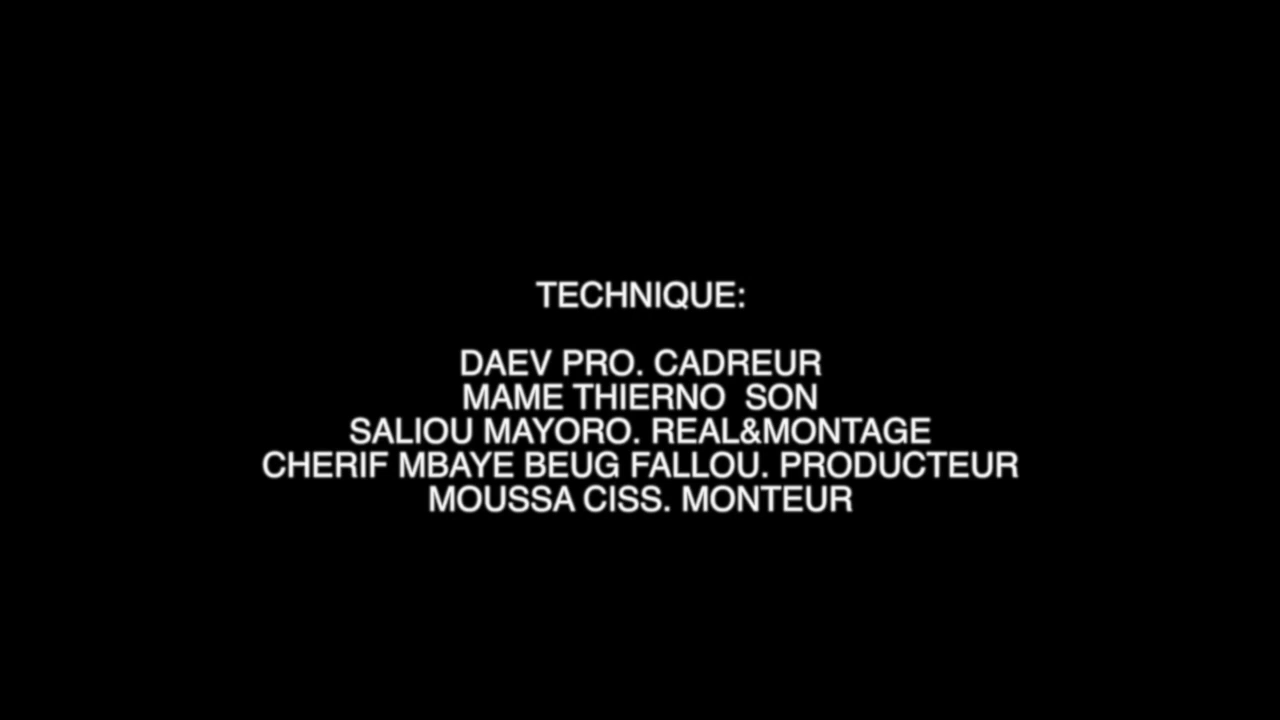 TECHNIQUE:
DAEV PRO. CADREUR
MAME THIERNO  SON
SALIOU MAYORO. REAL&MONTAGE
CHERIF MBAYE BEUG FALLOU. PRODUCTEUR
MOUSSA CISS. MONTEUR